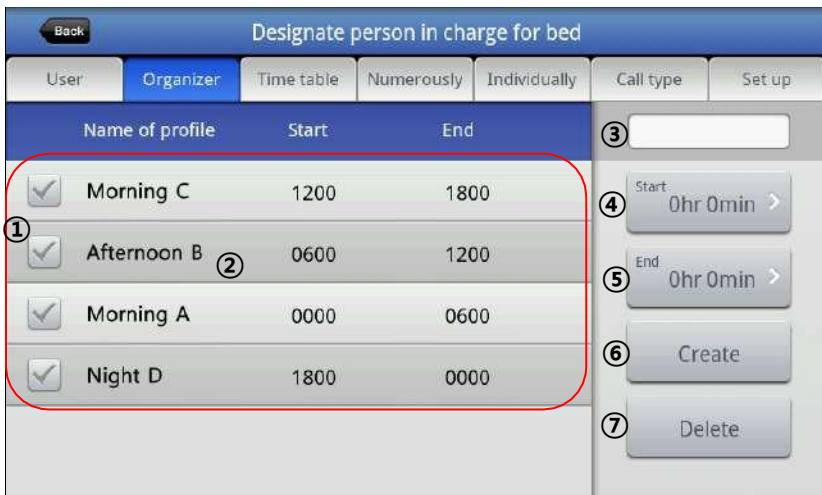 Back Designate person in charge for bed
User Organizer Time table Numerously Individually Call type Set up
Name of profile Start End ③
① Morning C 1200 1800
④ Start 0hr 0min >
Afternoon B ② 0600 1200
⑤ End 0hr 0min >
Morning A 0000 0600
⑥ Create
Night D 1800 0000
⑦ Delete